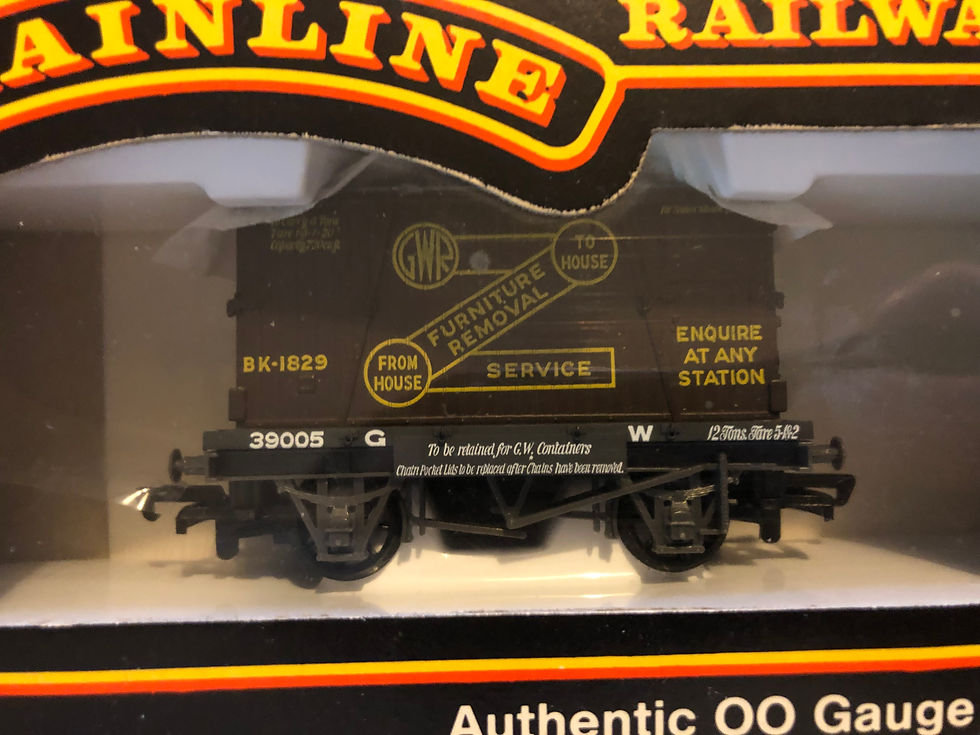 AINLINE
RAILWA
GWR
TO
HOUSE
FURNITURE
REMOVAL
FROM
HOUSE
SERVICE
BK-1829
ENQUIRE
AT ANY
STATION
39005 G W 12 Tons. Tare 5-18-2
To be retained for G.W. Containers
Chain Pocket Lids to be replaced after Chains have been removed.
Authentic OO Gauge